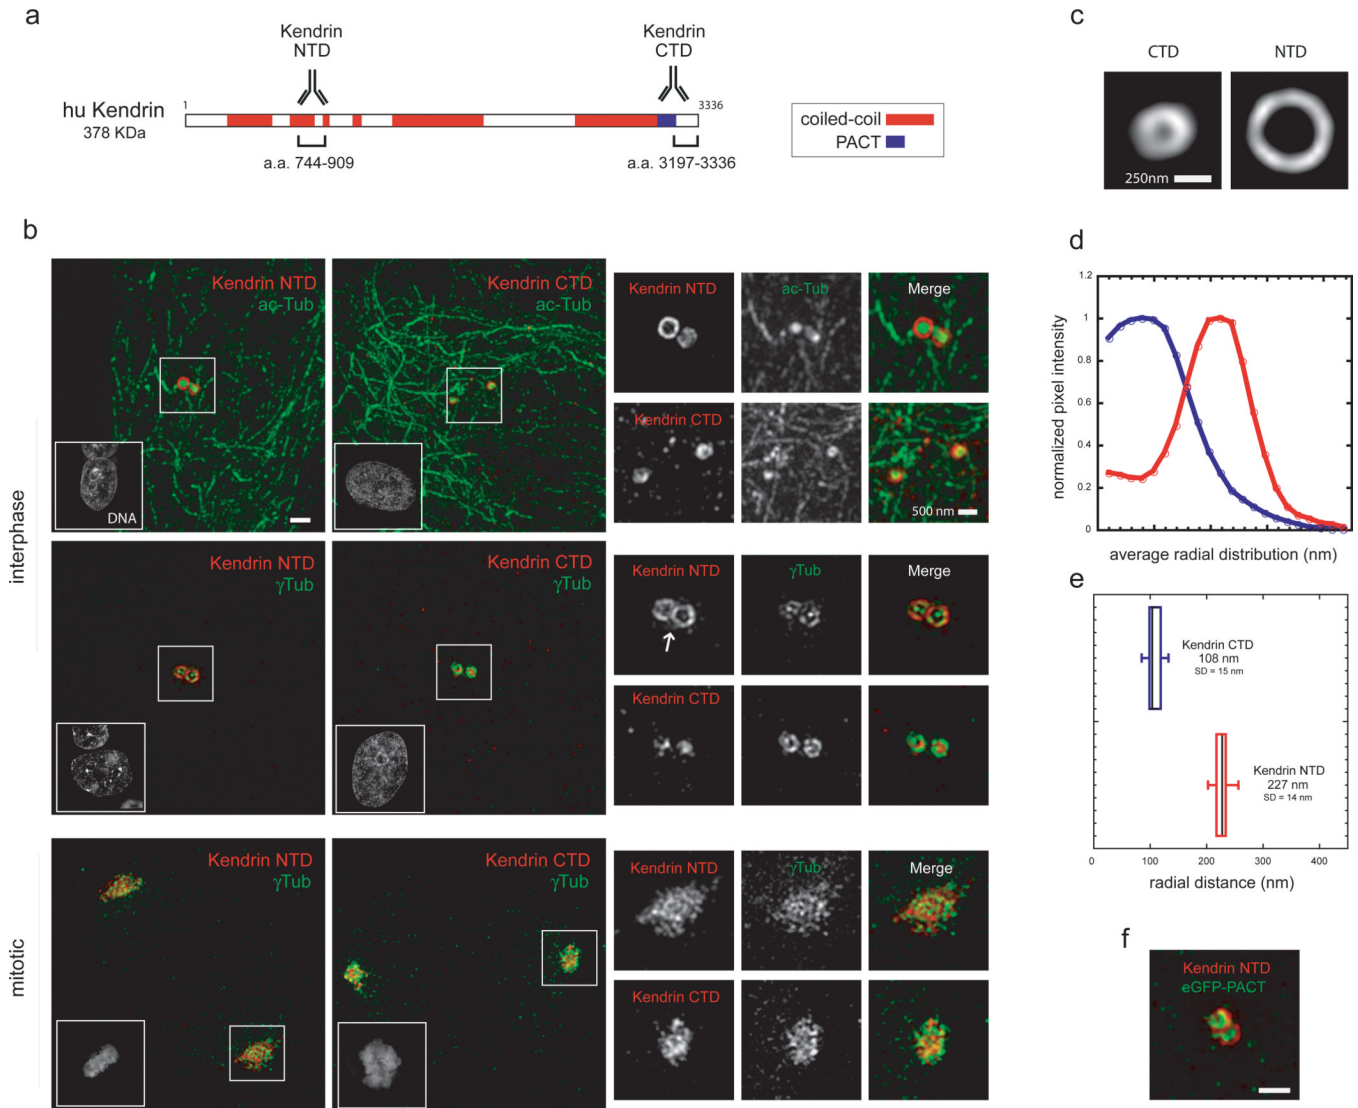 a
Kendrin
NTD
Kendrin
CTD
hu Kendrin
378 KDa
1
3336
a.a. 744-909
a.a. 3197-3336
coiled-coil
PACT
c
CTD
NTD
250nm
b
interphase
mitotic
Kendrin NTD
ac-Tub
DNA
Kendrin CTD
ac-Tub
Kendrin NTD
ac-Tub
Merge
Kendrin CTD
500 nm
Kendrin NTD
γTub
Kendrin CTD
γTub
Kendrin NTD
γTub
Merge
Kendrin CTD
Kendrin NTD
γTub
Kendrin CTD
γTub
Kendrin NTD
γTub
Merge
Kendrin CTD
d
normalized pixel intensity
1.2
1
0.8
0.6
0.4
0.2
0
average radial distribution (nm)
e
Kendrin CTD
108 nm
SD = 15 nm
Kendrin NTD
227 nm
SD = 14 nm
0 100 200 300 400
radial distance (nm)
f
Kendrin NTD
eGFP-PACT